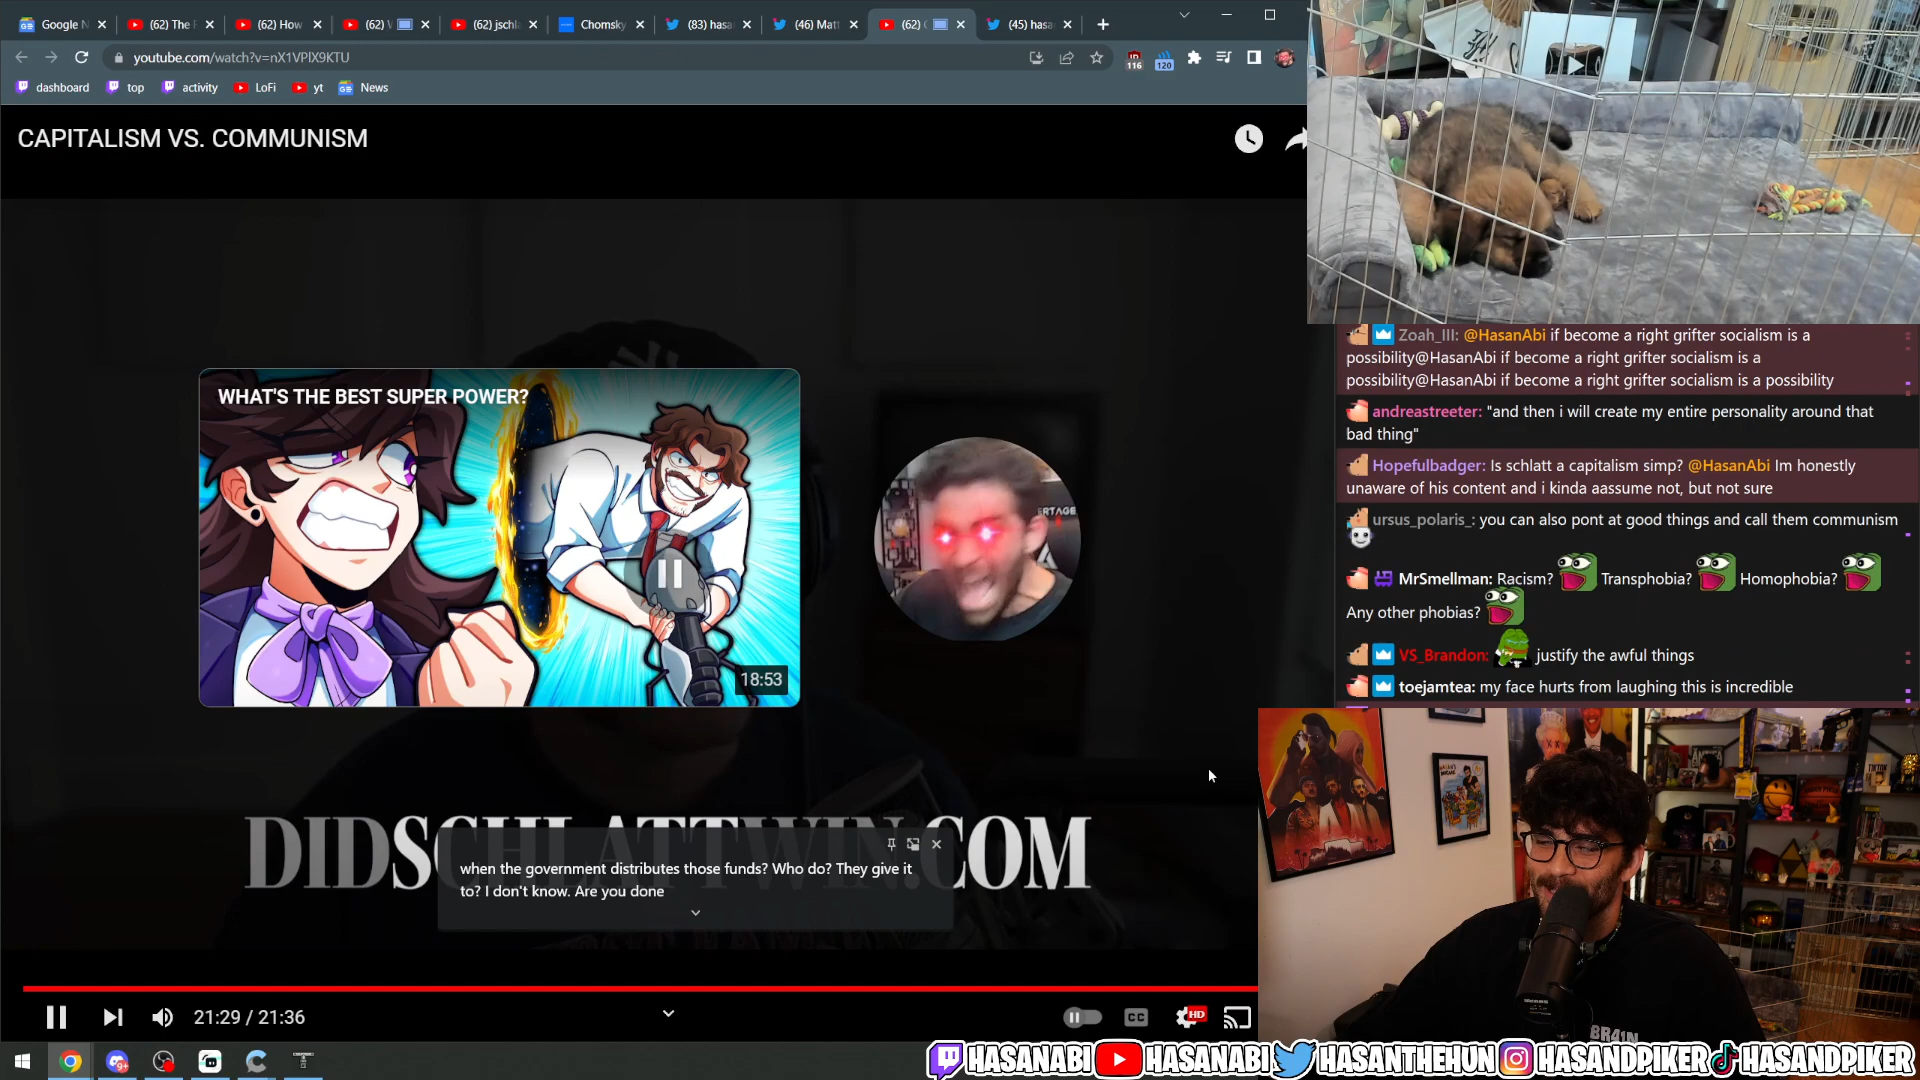 Google N
(62) The F
(62) How
(62) V
(62) jschla
Chomsky
(83) hasa
(46) Matt
(62) C
(45) hasa
youtube.com/watch?v=nX1VPlX9KTU
116
120
dashboard
top
activity
LoFi
yt
News
CAPITALISM VS. COMMUNISM
WHAT'S THE BEST SUPER POWER?
18:53
DIDSCHLATTWIN.COM
when the government distributes those funds? Who do? They give it
to? I don't know. Are you done
21:29 / 21:36
CC
HD
Zoah_III: @HasanAbi if become a right grifter socialism is a
possibility@HasanAbi if become a right grifter socialism is a
possibility@HasanAbi if become a right grifter socialism is a possibility
andreastreeter: "and then i will create my entire personality around that
bad thing"
Hopefulbadger: Is schlatt a capitalism simp? @HasanAbi Im honestly
unaware of his content and i kinda aassume not, but not sure
ursus_polaris_: you can also pont at good things and call them communism
MrSmellman: Racism? Transphobia? Homophobia?
Any other phobias?
VS_Brandon: justify the awful things
toejamtea: my face hurts from laughing this is incredible
BR41N
HASANABI
HASANABI
HASANTHEHUN
HASANDPIKER
HASANDPIKER